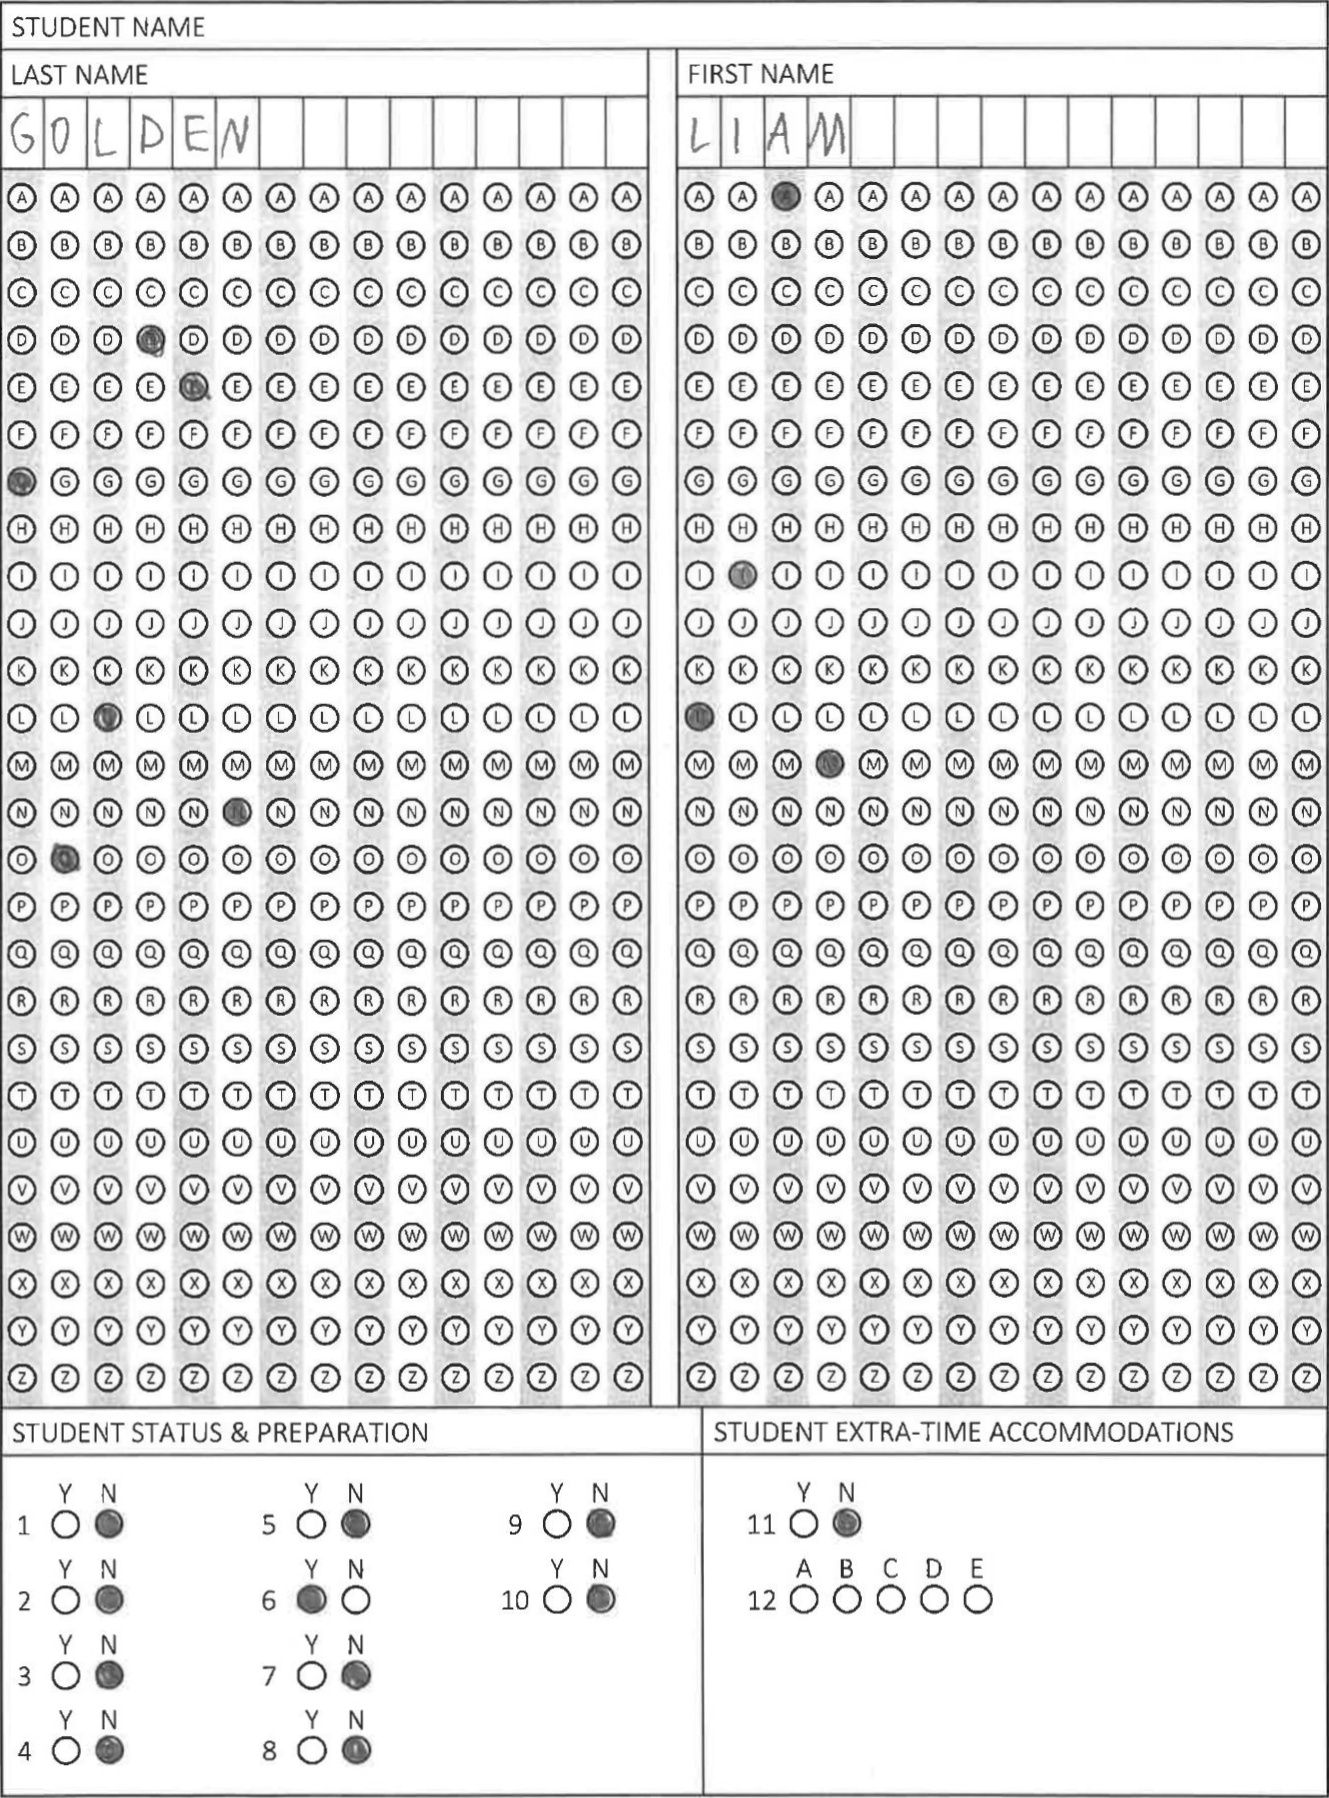 STUDENT NAME
LAST NAME
GOLDEN
A A A A A A A A A A A A A A A
B B B B B B B B B B B B B B B
C C C C C C C C C C C C C C C
D D D D D D D D D D D D D D
E E E E E E E E E E E E E E
F F F F F F F F F F F F F F F
G G G G G G G G G G G G G G
H H H H H H H H H H H H H H H
I I I I I I I I I I I I I I I
J J J J J J J J J J J J J J J
K K K K K K K K K K K K K K K
L L L L L L L L L L L L L L
M M M M M M M M M M M M M M M
N N N N N N N N N N N N N N
O O O O O O O O O O O O O O
P P P P P P P P P P P P P P P
Q Q Q Q Q Q Q Q Q Q Q Q Q Q Q
R R R R R R R R R R R R R R R
S S S S S S S S S S S S S S S
T T T T T T T T T T T T T T T
U U U U U U U U U U U U U U U
V V V V V V V V V V V V V V V
W W W W W W W W W W W W W W W
X X X X X X X X X X X X X X X
Y Y Y Y Y Y Y Y Y Y Y Y Y Y Y
Z Z Z Z Z Z Z Z Z Z Z Z Z Z Z
FIRST NAME
LIAM
A A A A A A A A A A A A A A
B B B B B B B B B B B B B B B
C C C C C C C C C C C C C C C
D D D D D D D D D D D D D D D
E E E E E E E E E E E E E E E
F F F F F F F F F F F F F F F
G G G G G G G G G G G G G G G
H H H H H H H H H H H H H H H
I I I I I I I I I I I I I I
J J J J J J J J J J J J J J J
K K K K K K K K K K K K K K K
L L L L L L L L L L L L L L
M M M M M M M M M M M M M M
N N N N N N N N N N N N N N N
O O O O O O O O O O O O O O O
P P P P P P P P P P P P P P P
Q Q Q Q Q Q Q Q Q Q Q Q Q Q Q
R R R R R R R R R R R R R R R
S S S S S S S S S S S S S S S
T T T T T T T T T T T T T T T
U U U U U U U U U U U U U U U
V V V V V V V V V V V V V V V
W W W W W W W W W W W W W W W
X X X X X X X X X X X X X X X
Y Y Y Y Y Y Y Y Y Y Y Y Y Y Y
Z Z Z Z Z Z Z Z Z Z Z Z Z Z Z
STUDENT STATUS & PREPARATION
Y N
1
Y N
2
Y N
3
Y N
4
Y N
5
Y N
6
Y N
7
Y N
8
Y N
9
Y N
10
STUDENT EXTRA-TIME ACCOMMODATIONS
Y N
11
A B C D E
12